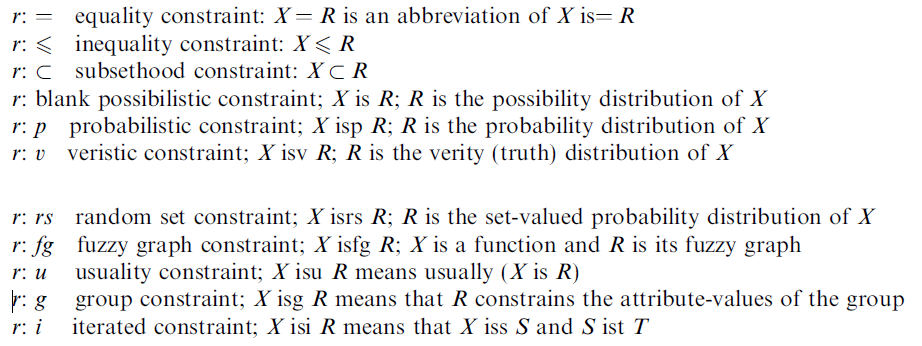 r: = equality constraint: X = R is an abbreviation of X is= R
r: ⩽ inequality constraint: X ⩽ R
r: ⊂ subsethood constraint: X ⊂ R
r: blank possibilistic constraint; X is R; R is the possibility distribution of X
r: p probabilistic constraint; X isp R; R is the probability distribution of X
r: v veristic constraint; X isv R; R is the verity (truth) distribution of X
r: rs random set constraint; X isrs R; R is the set-valued probability distribution of X
r: fg fuzzy graph constraint; X isfg R; X is a function and R is its fuzzy graph
r: u usuality constraint; X isu R means usually (X is R)
r: g group constraint; X isg R means that R constrains the attribute-values of the group
r: i iterated constraint; X isi R means that X iss S and S ist T